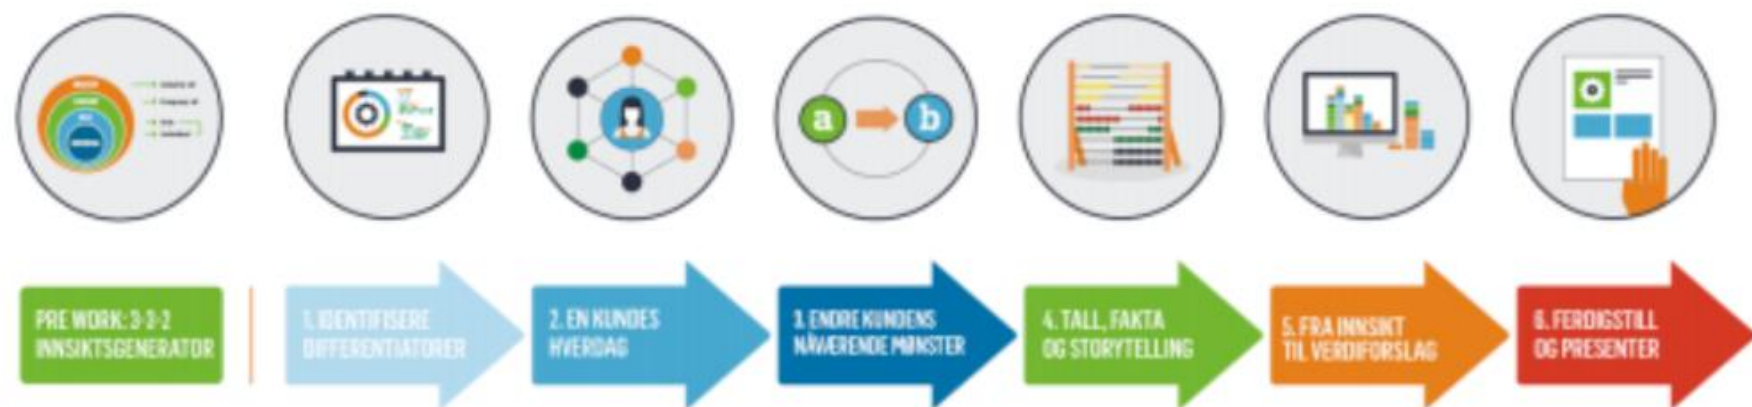 a
b
PRE WORK: 3-3-2
INNSIKTSGENERATOR
1. IDENTIFISERE
DIFFERENTIATORER
2. EN KUNDES
HVERDAG
3. ENDRE KUNDENS
NÅVÆRENDE MØNSTER
4. TALL, FAKTA
OG STORYTELLING
5. FRA INNSIKT
TIL VERDIFORSLAG
6. FERDIGSTILL
OG PRESENTER